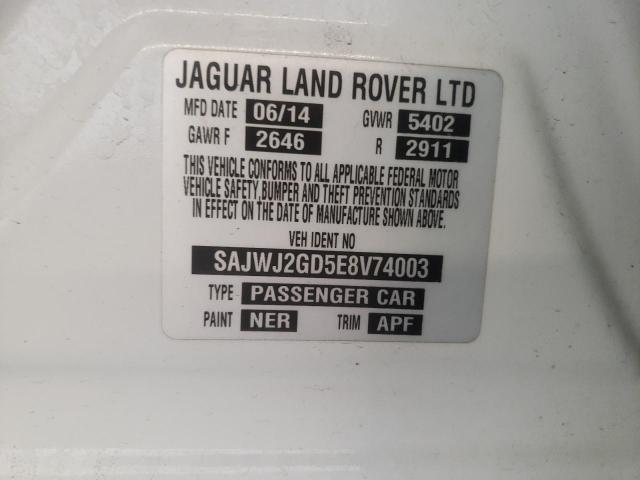 JAGUAR LAND ROVER LTD
MFD DATE 06/14 GVWR 5402
GAWR F 2646 R 2911
THIS VEHICLE CONFORMS TO ALL APPLICABLE FEDERAL MOTOR
VEHICLE SAFETY, BUMPER AND THEFT PREVENTION STANDARDS
IN EFFECT ON THE DATE OF MANUFACTURE SHOWN ABOVE.
VEH IDENT NO
SAJWJ2GD5E8V74003
TYPE PASSENGER CAR
PAINT NER TRIM APF